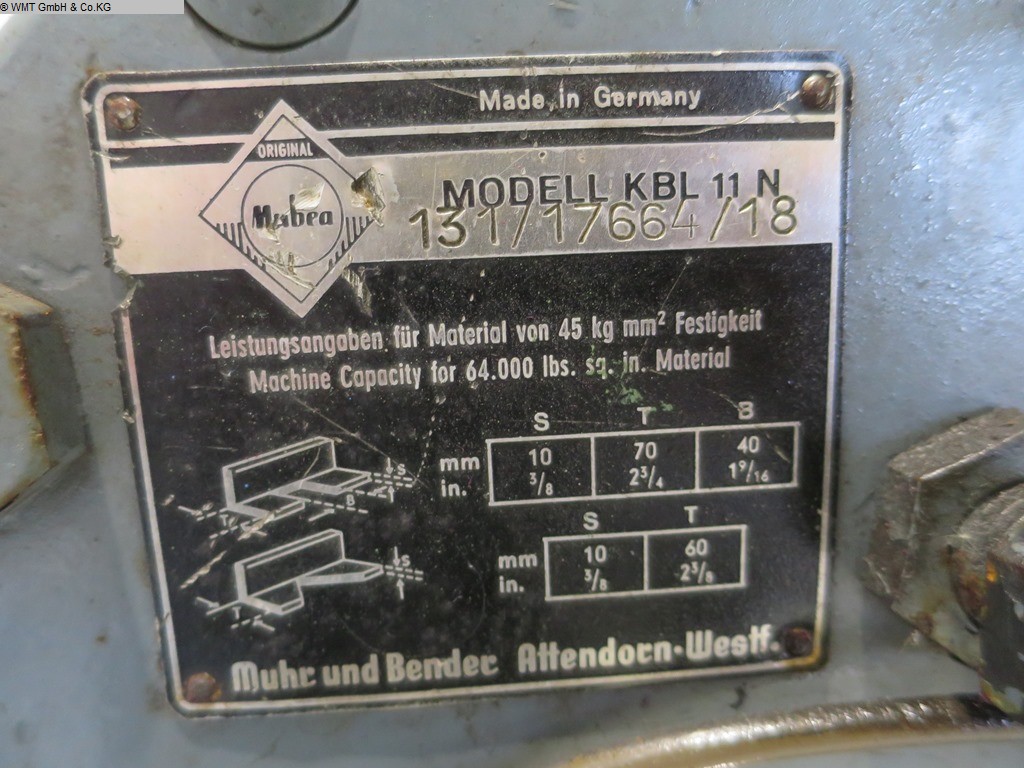 © WMT GmbH & Co.KG
Made in Germany
ORIGINAL
Mubea
MODELL KBL 11 N
131/17664/18
Leistungsangaben für Material von 45 kg mm² Festigkeit
Machine Capacity for 64.000 lbs. sq. in. Material
S T B
mm 10 70 40
in. 3/8 2 3/4 1 9/16
S
B
T
S T
mm 10 60
in. 3/8 2 3/8
S
T
Muhr und Bender Attendorn-Westf.